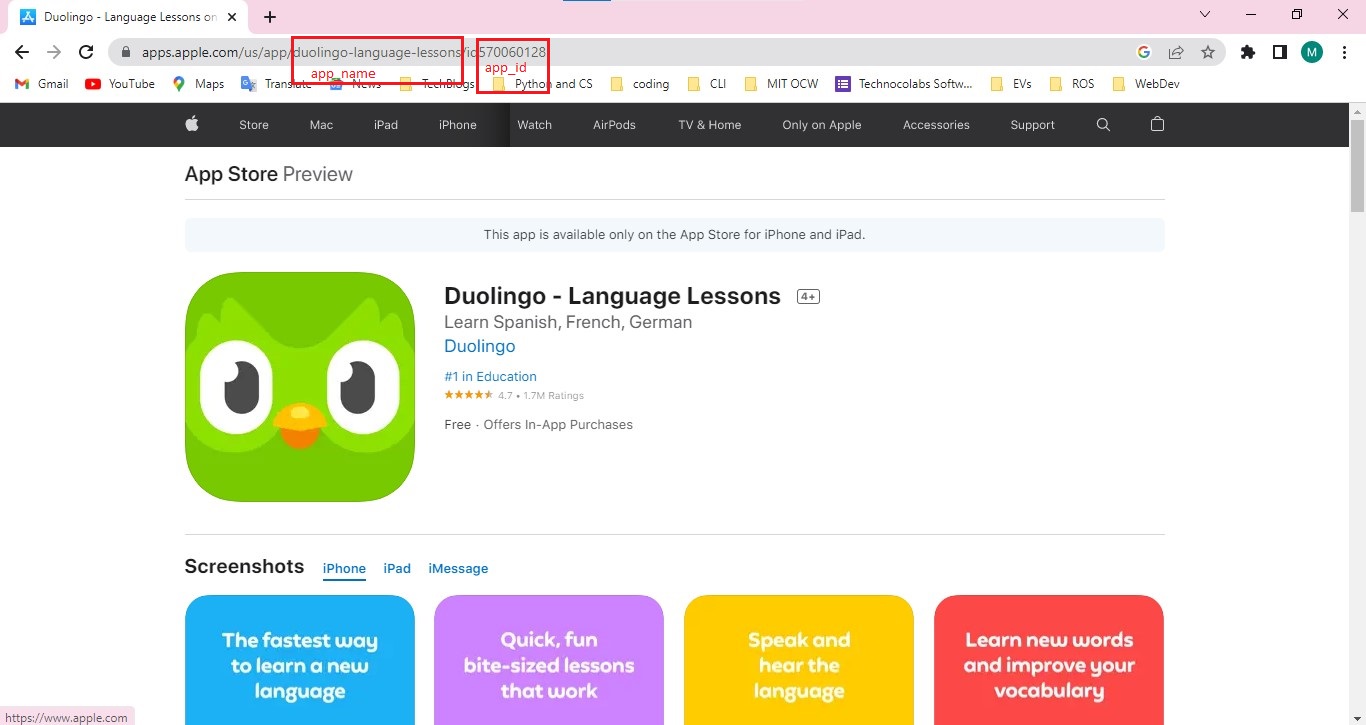 Duolingo - Language Lessons on
apps.apple.com/us/app/duolingo-language-lessons/id570060128
app_name
app_id
Gmail YouTube Maps Translate News TechBlogs Python and CS coding CLI MIT OCW Technocolabs Softw... EVs ROS WebDev
M
Store Mac iPad iPhone Watch AirPods TV & Home Only on Apple Accessories Support
App Store Preview
This app is available only on the App Store for iPhone and iPad.
Duolingo - Language Lessons 4+
Learn Spanish, French, German
Duolingo
#1 in Education
4.7 • 1.7M Ratings
Free · Offers In-App Purchases
Screenshots iPhone iPad iMessage
The fastest way
to learn a new
language
Quick, fun
bite-sized lessons
that work
Speak and
hear the
language
Learn new words
and improve your
vocabulary
https://www.apple.com